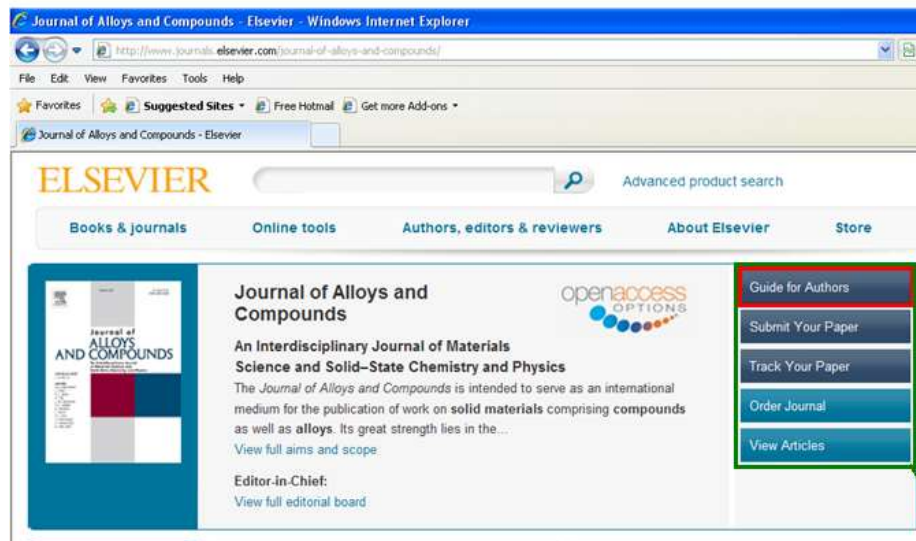 Journal of Alloys and Compounds - Elsevier - Windows Internet Explorer
http://www.journals.elsevier.com/journal-of-alloys-and-compounds/
File Edit View Favorites Tools Help
Favorites Suggested Sites Free Hotmail Get more Add-ons
Journal of Alloys and Compounds - Elsevier
ELSEVIER Advanced product search
Books & journals Online tools Authors, editors & reviewers About Elsevier Store
Journal of
ALLOYS
AND COMPOUNDS
Journal of Alloys and
Compounds
openaccess
OPTIONS
An Interdisciplinary Journal of Materials
Science and Solid–State Chemistry and Physics
The Journal of Alloys and Compounds is intended to serve as an international
medium for the publication of work on solid materials comprising compounds
as well as alloys. Its great strength lies in the...
View full aims and scope
Editor-in-Chief:
View full editorial board
Guide for Authors
Submit Your Paper
Track Your Paper
Order Journal
View Articles